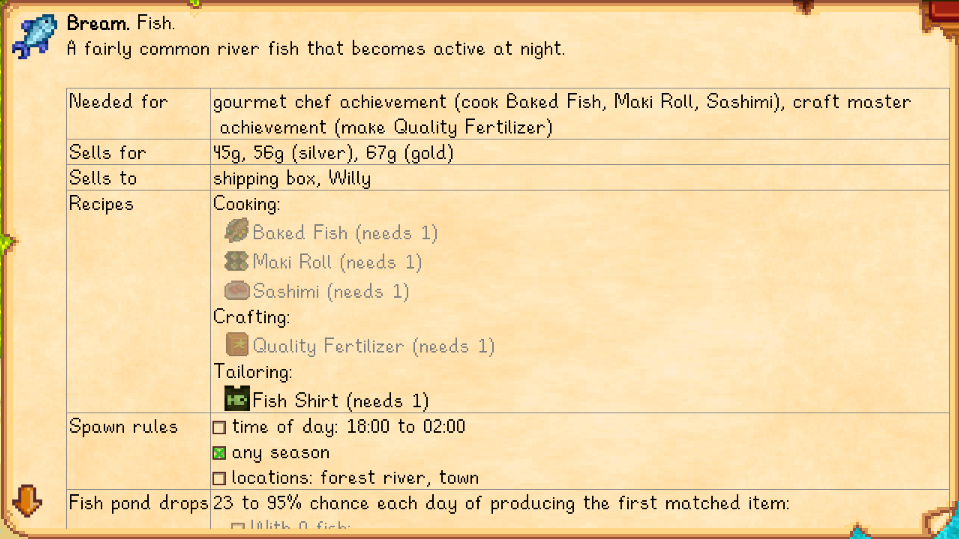 Bream. Fish.
A fairly common river fish that becomes active at night.
Needed for
gourmet chef achievement (cook Baked Fish, Maki Roll, Sashimi), craft master
achievement (make Quality Fertilizer)
Sells for
45g, 56g (silver), 67g (gold)
Sells to
shipping box, Willy
Recipes
Cooking:
Baked Fish (needs 1)
Maki Roll (needs 1)
Sashimi (needs 1)
Crafting:
Quality Fertilizer (needs 1)
Tailoring:
Fish Shirt (needs 1)
Spawn rules
time of day: 18:00 to 02:00
any season
locations: forest river, town
Fish pond drops
23 to 95% chance each day of producing the first matched item: